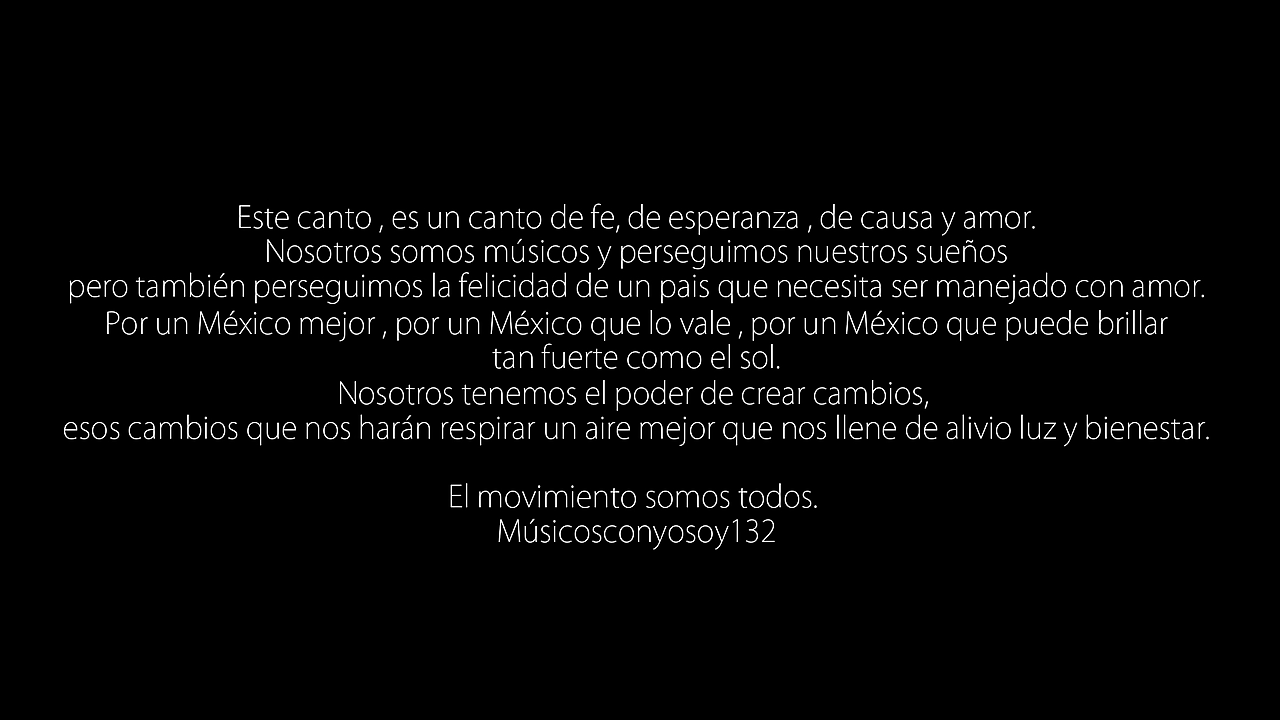 Este canto , es un canto de fe, de esperanza , de causa y amor.
Nosotros somos músicos y perseguimos nuestros sueños
pero también perseguimos la felicidad de un pais que necesita ser manejado con amor.
Por un México mejor , por un México que lo vale , por un México que puede brillar
tan fuerte como el sol.
Nosotros tenemos el poder de crear cambios,
esos cambios que nos harán respirar un aire mejor que nos llene de alivio luz y bienestar.
El movimiento somos todos.
Músicosconyosoy132